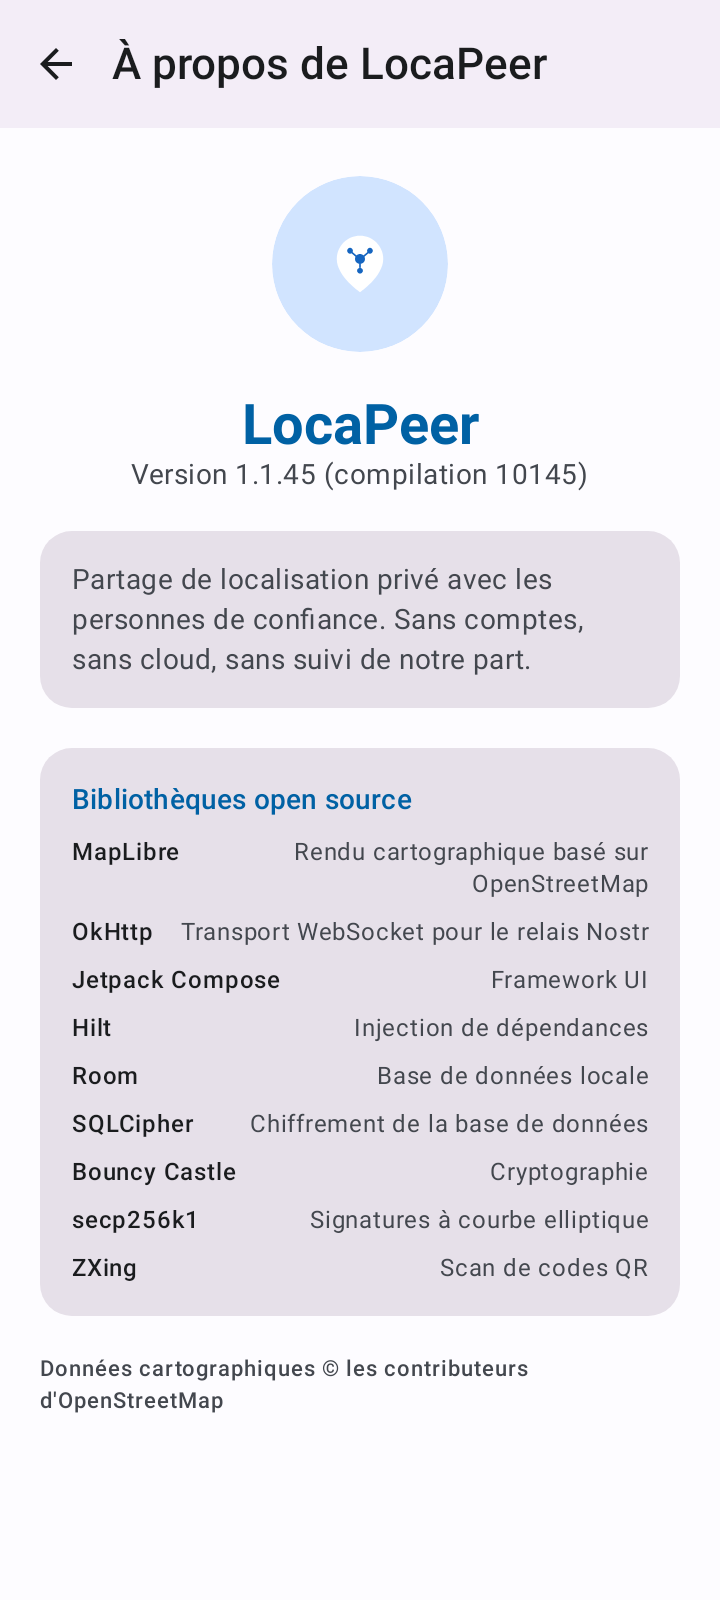 À propos de LocaPeer
LocaPeer
Version 1.1.45 (compilation 10145)
Partage de localisation privé avec les
personnes de confiance. Sans comptes,
sans cloud, sans suivi de notre part.
Bibliothèques open source
MapLibre Rendu cartographique basé sur
OpenStreetMap
OkHttp Transport WebSocket pour le relais Nostr
Jetpack Compose Framework UI
Hilt Injection de dépendances
Room Base de données locale
SQLCipher Chiffrement de la base de données
Bouncy Castle Cryptographie
secp256k1 Signatures à courbe elliptique
ZXing Scan de codes QR
Données cartographiques © les contributeurs
d'OpenStreetMap